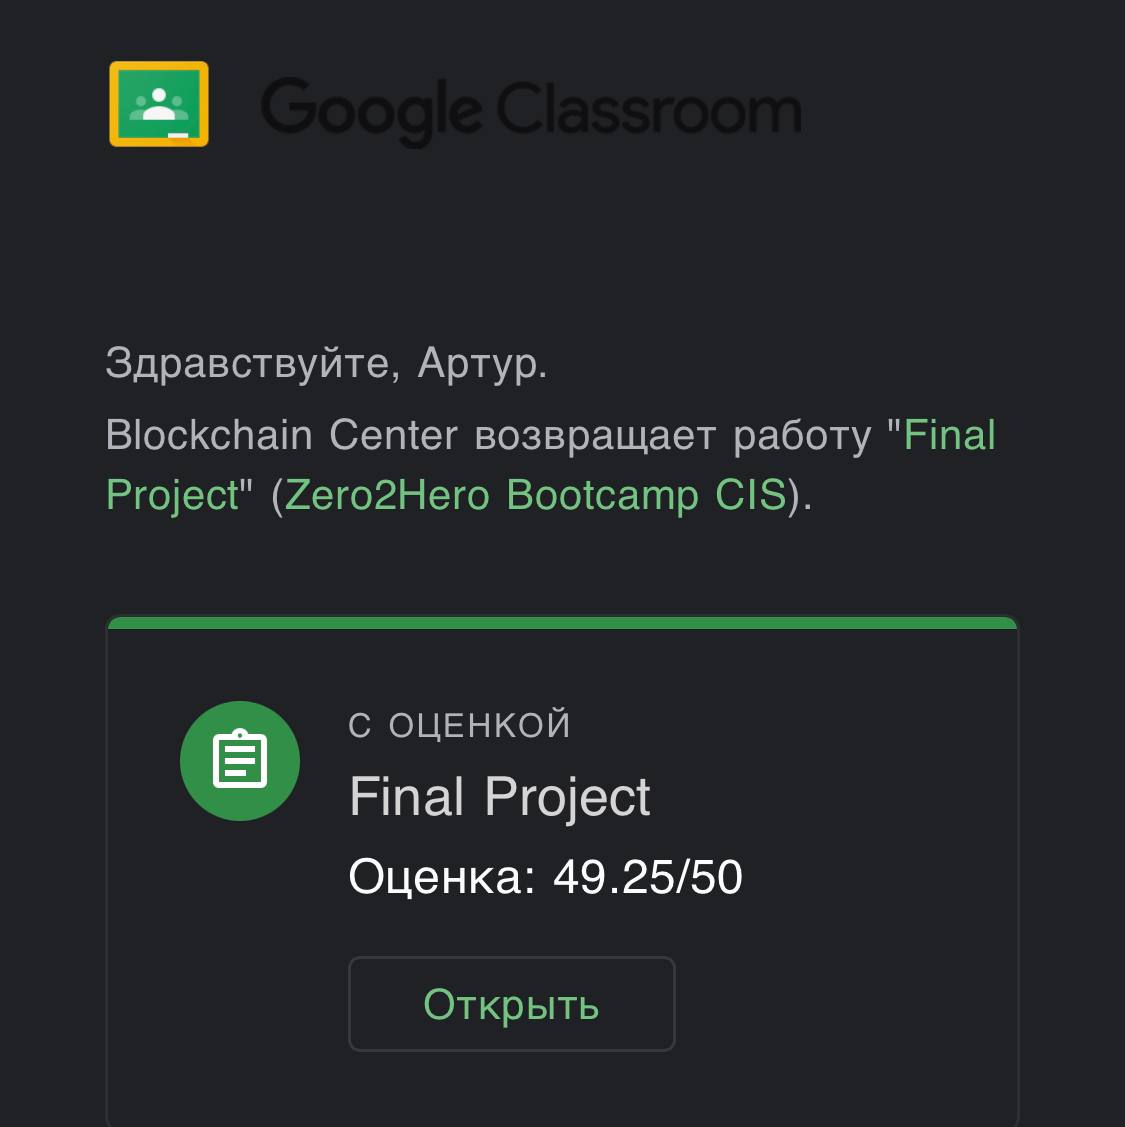 Google Classroom
Здравствуйте, Артур.
Blockchain Center возвращает работу "Final
Project" (Zero2Hero Bootcamp CIS).
С ОЦЕНКОЙ
Final Project
Оценка: 49.25/50
Открыть